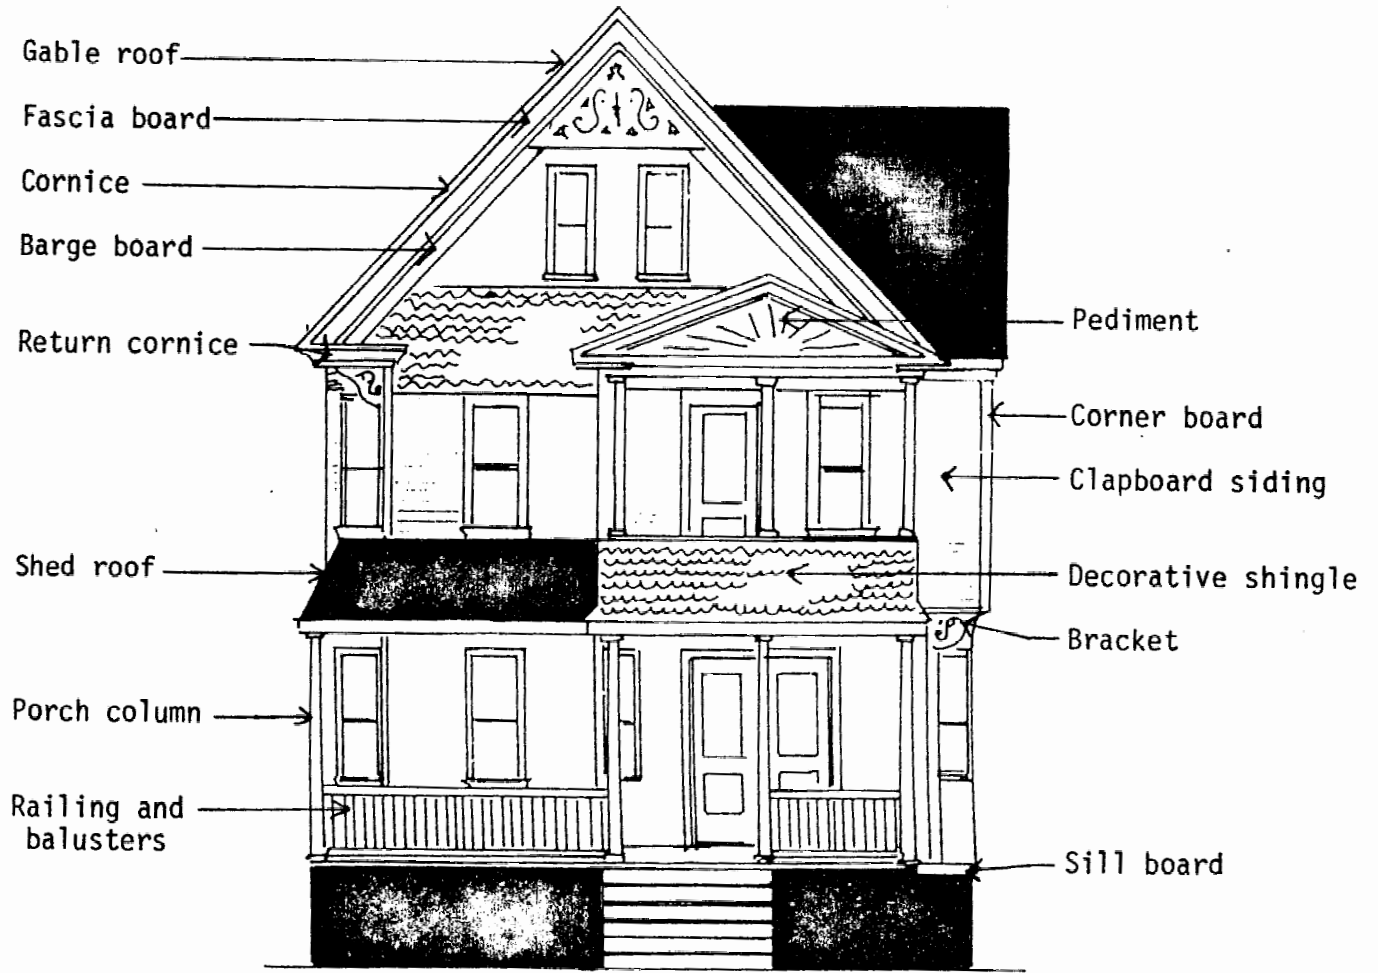 Gable roof
Fascia board
Cornice
Barge board
Return cornice
Shed roof
Porch column
Railing and
balusters
Pediment
Corner board
Clapboard siding
Decorative shingle
Bracket
Sill board